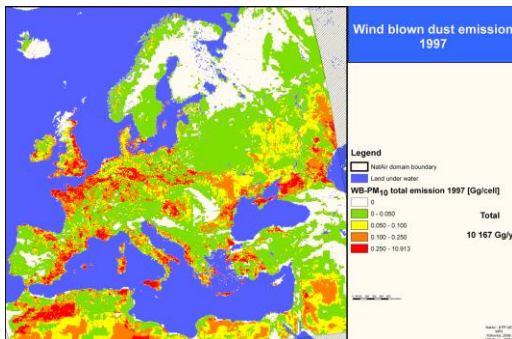 Wind blown dust emission
1997
Legend
NatAir domain boundary
Land under water
WB-PM10 total emission 1997 [Gg/cell]
0
0 - 0.050
0.050 - 0.100
0.100 - 0.250
0.250 - 10.913
Total
10 167 Gg/y